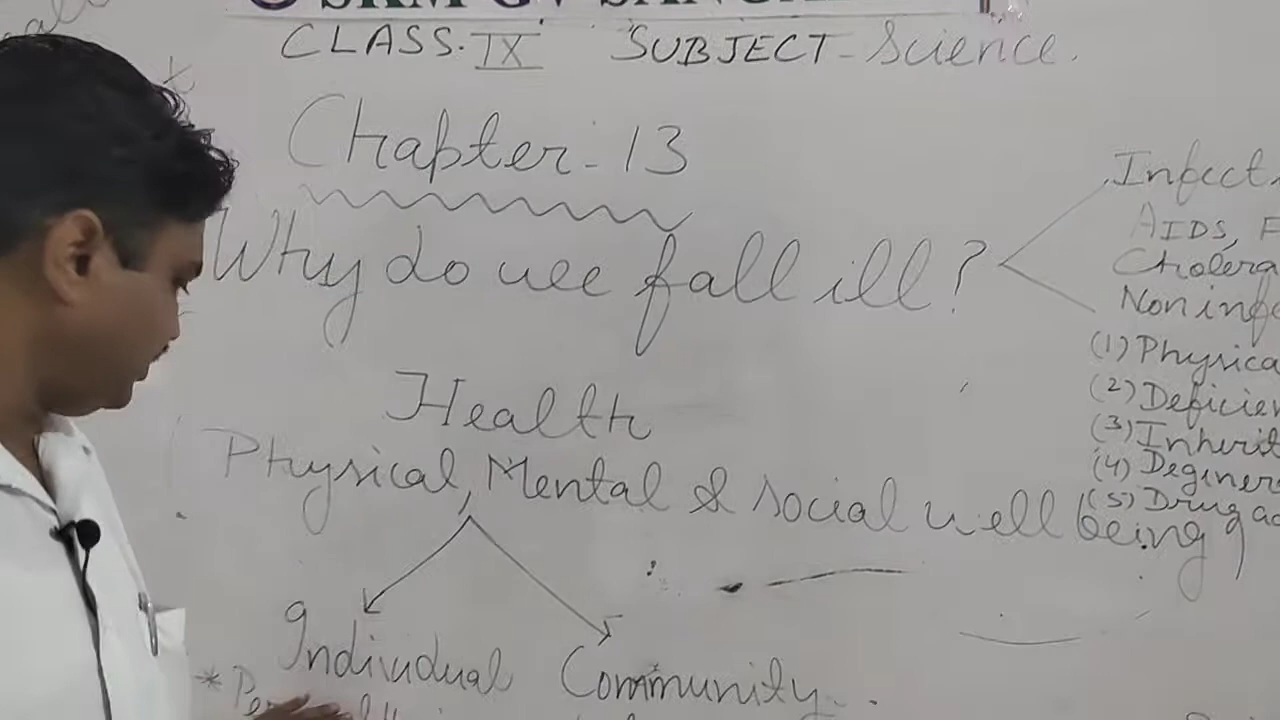 CLASS. IX SUBJECT - Science.
Chapter - 13
Why do we fall ill?
Infect
AIDS, F
Cholera
Non infe
(1) Physica
(2) Deficien
(3) Inherit
(4) Degener
(5) Drug ad
Health
Physical, Mental & social well being
Individual Community